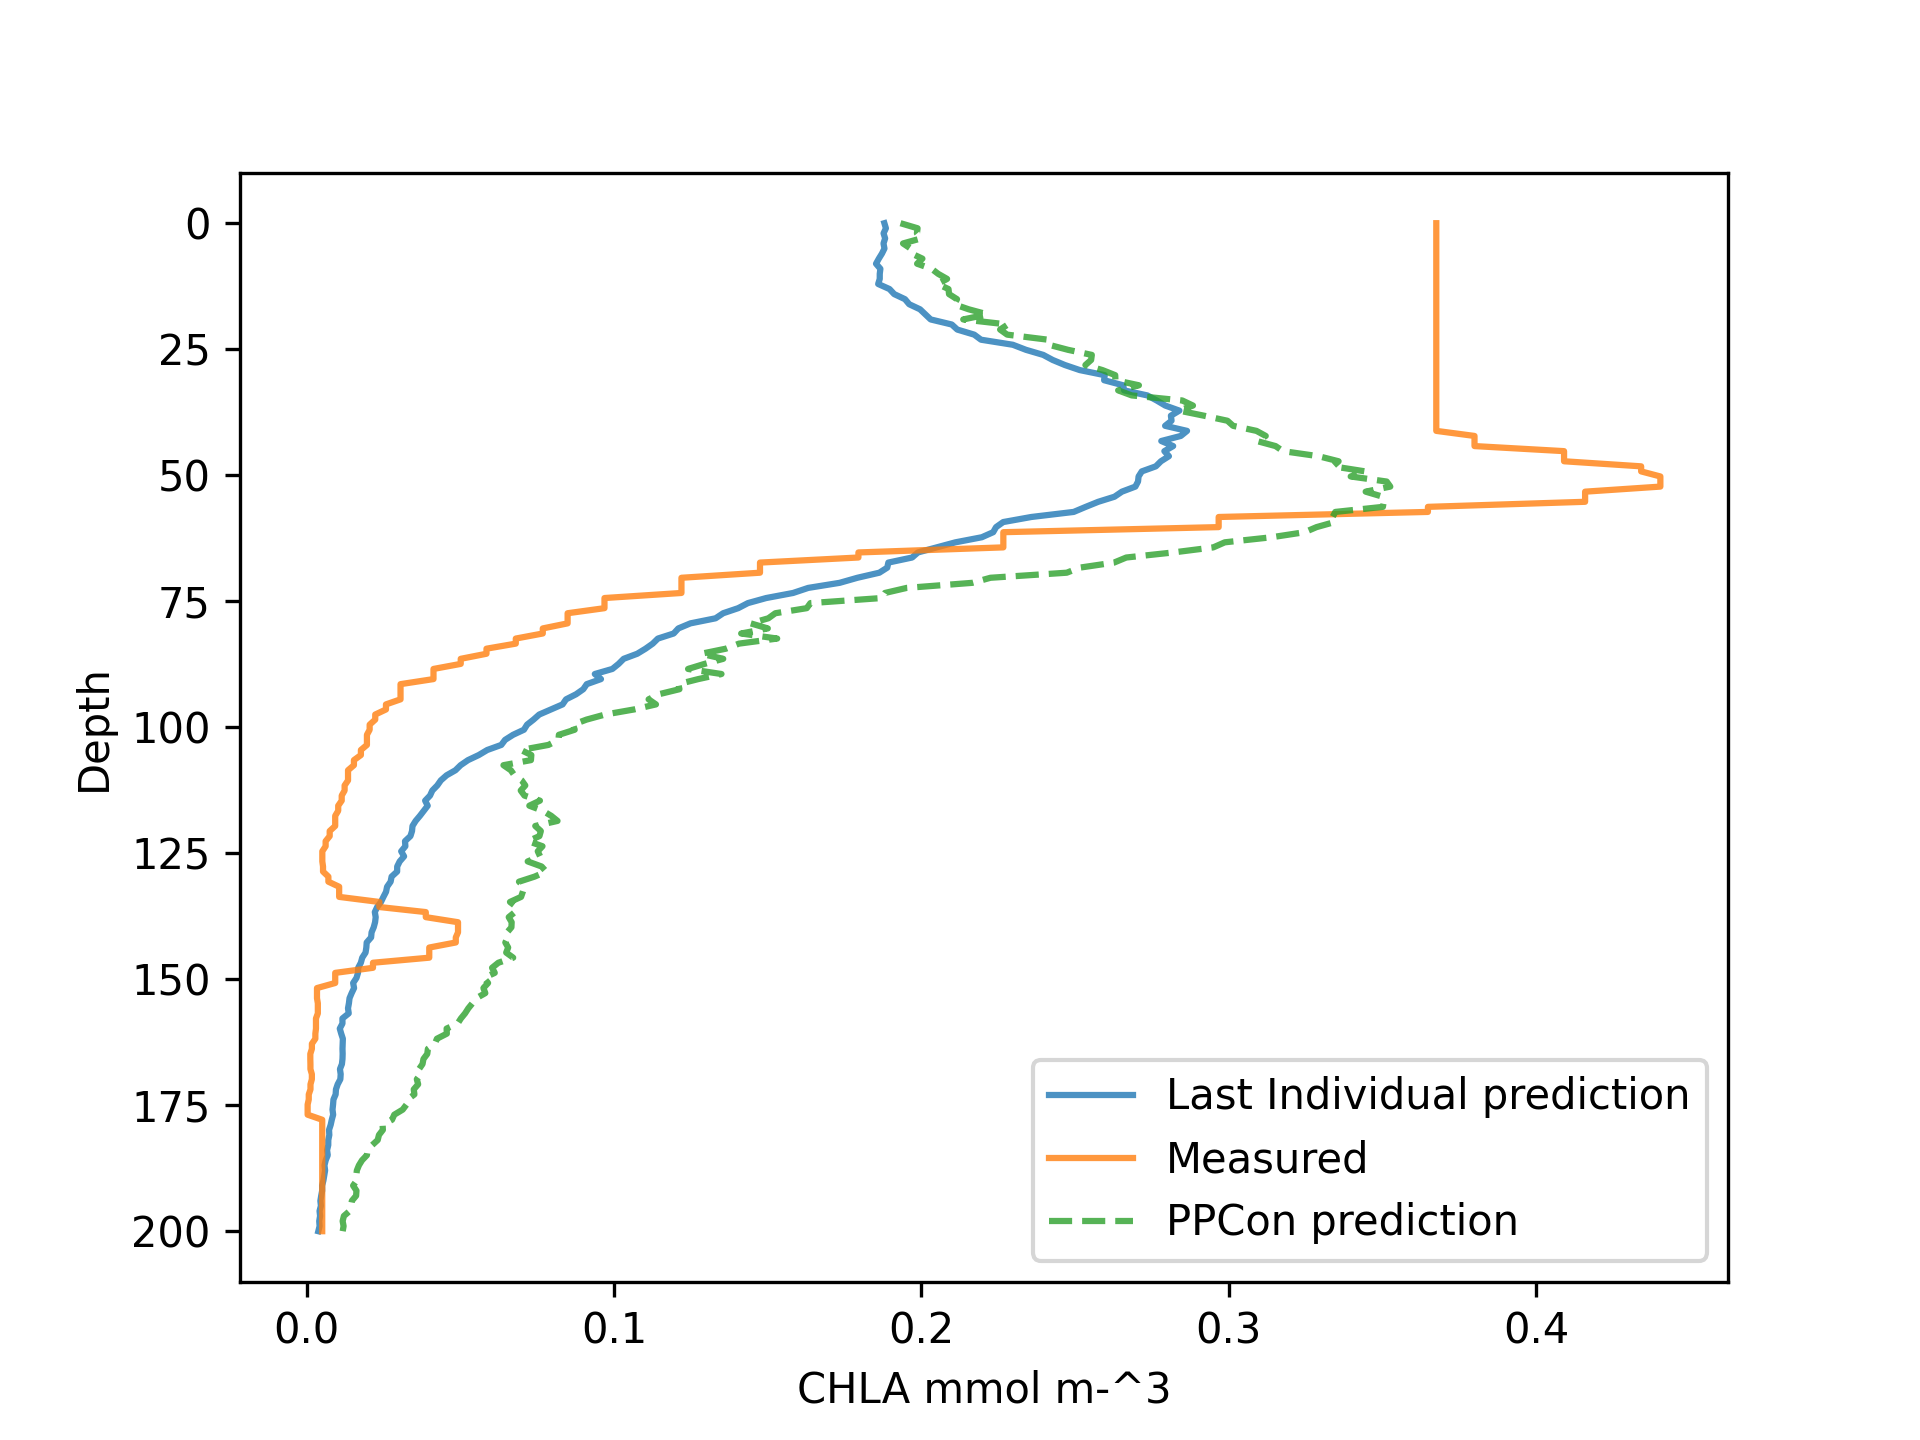 0
25
50
75
100
125
150
175
200
Depth
0.0 0.1 0.2 0.3 0.4
CHLA mmol m-^3
Last Individual prediction
Measured
PPCon prediction